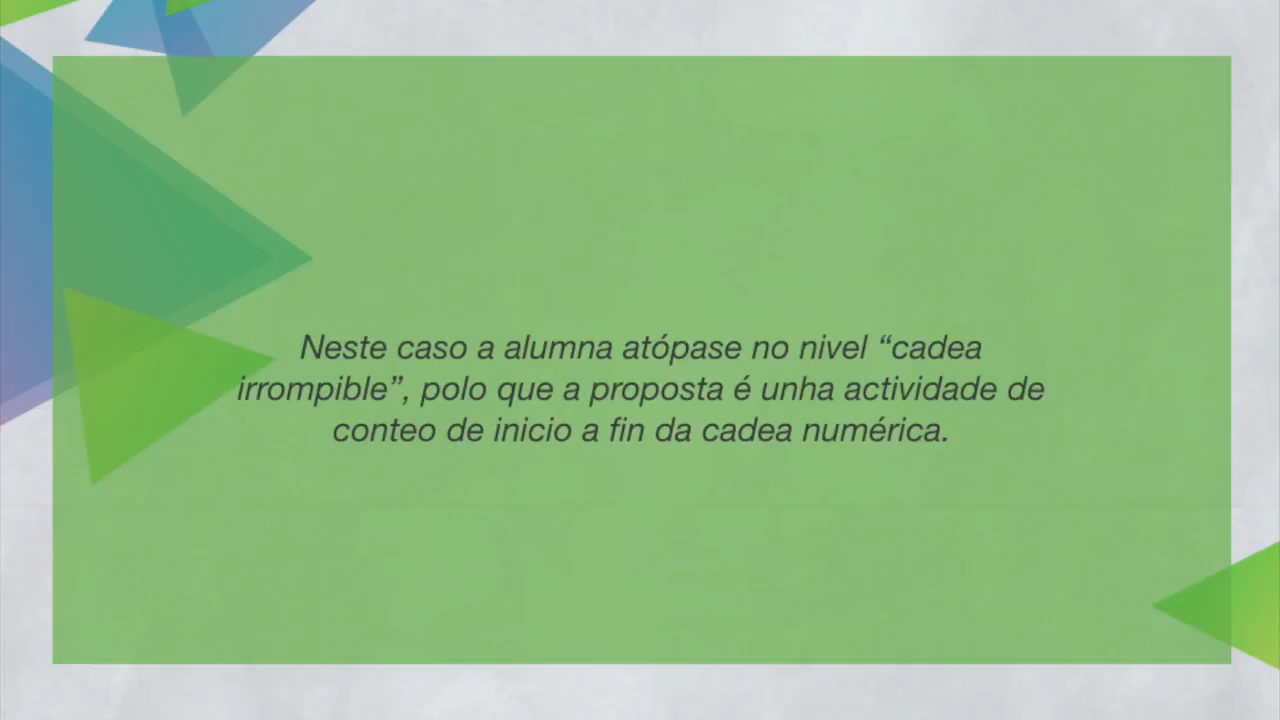 Neste caso a alumna atópase no nivel “cadea
irrompible”, polo que a proposta é unha actividade de
conteo de inicio a fin da cadea numérica.